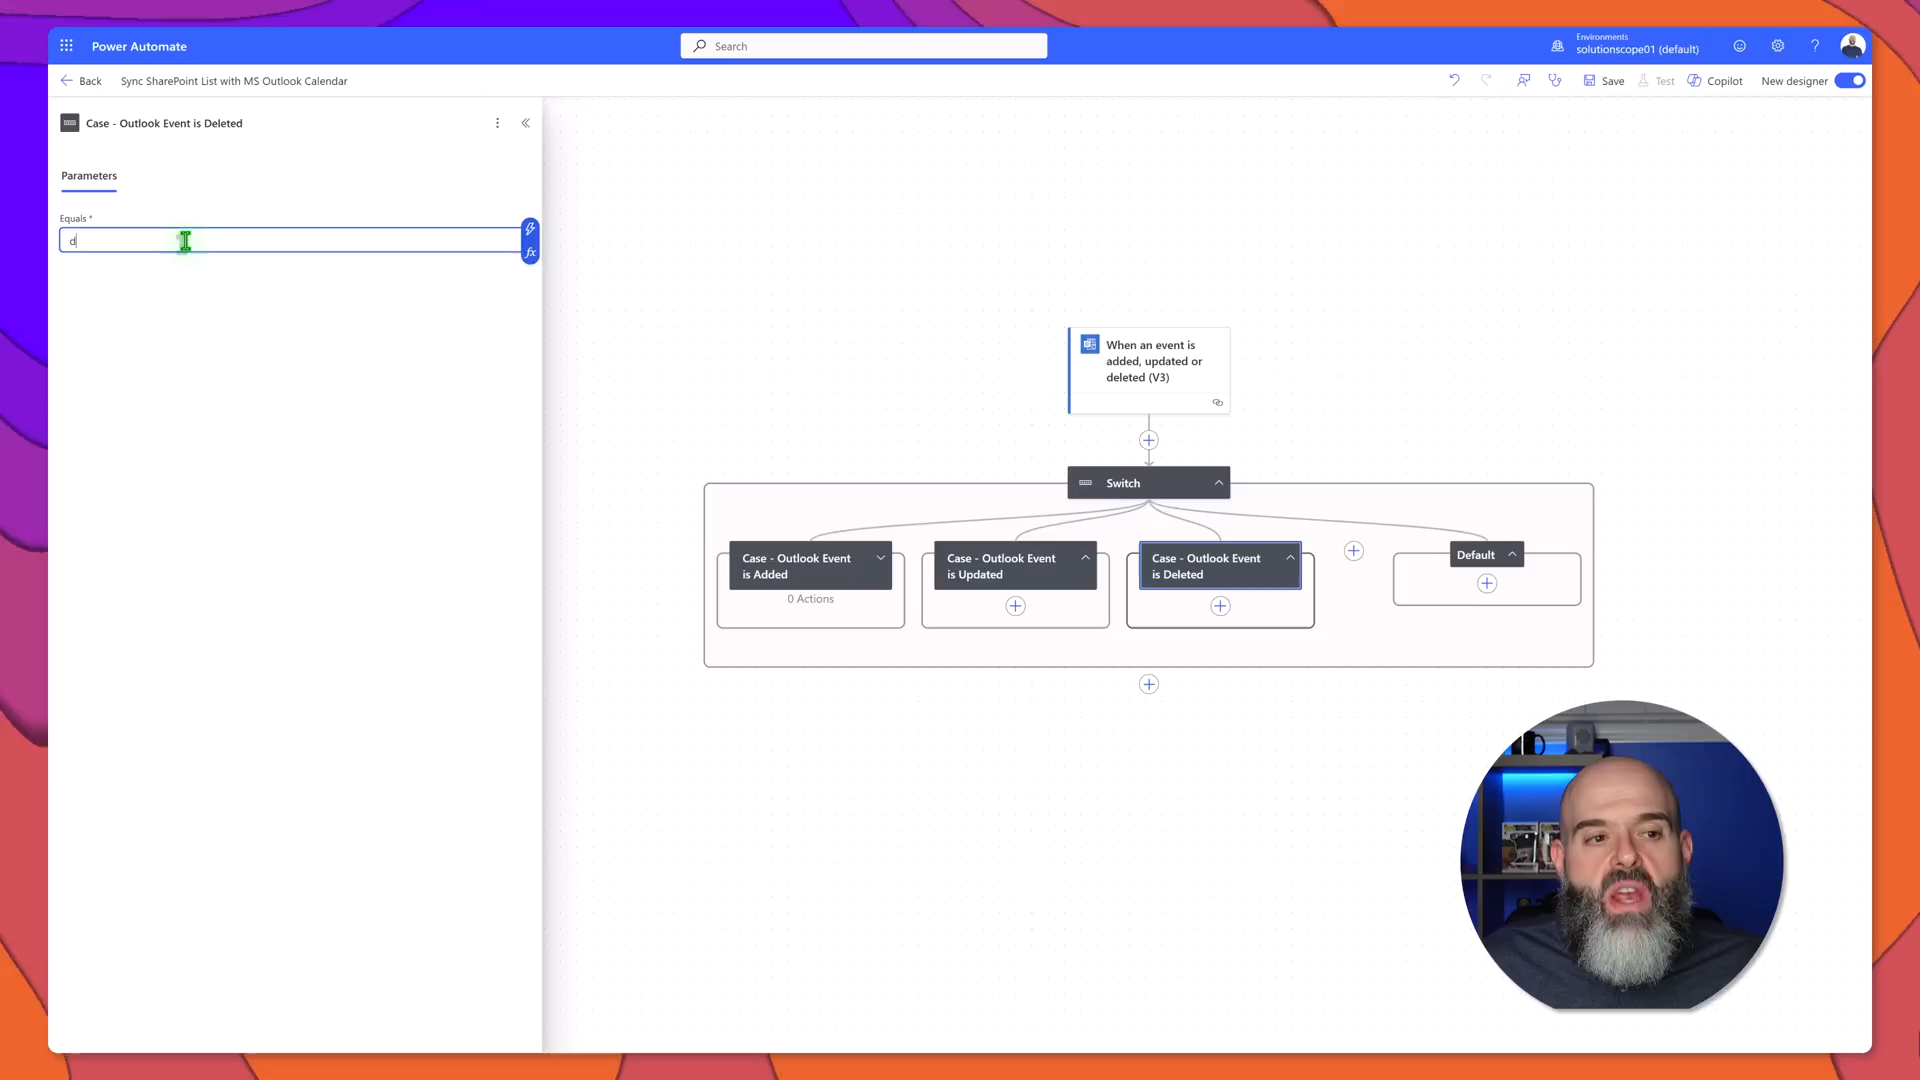 Power Automate
Search
Environments
solutionscope01 (default)
Back
Sync SharePoint List with MS Outlook Calendar
Save
Test
Copilot
New designer
Case - Outlook Event is Deleted
Parameters
Equals *
d
fx
When an event is
added, updated or
deleted (V3)
Switch
Case - Outlook Event
is Added
0 Actions
Case - Outlook Event
is Updated
Case - Outlook Event
is Deleted
Default